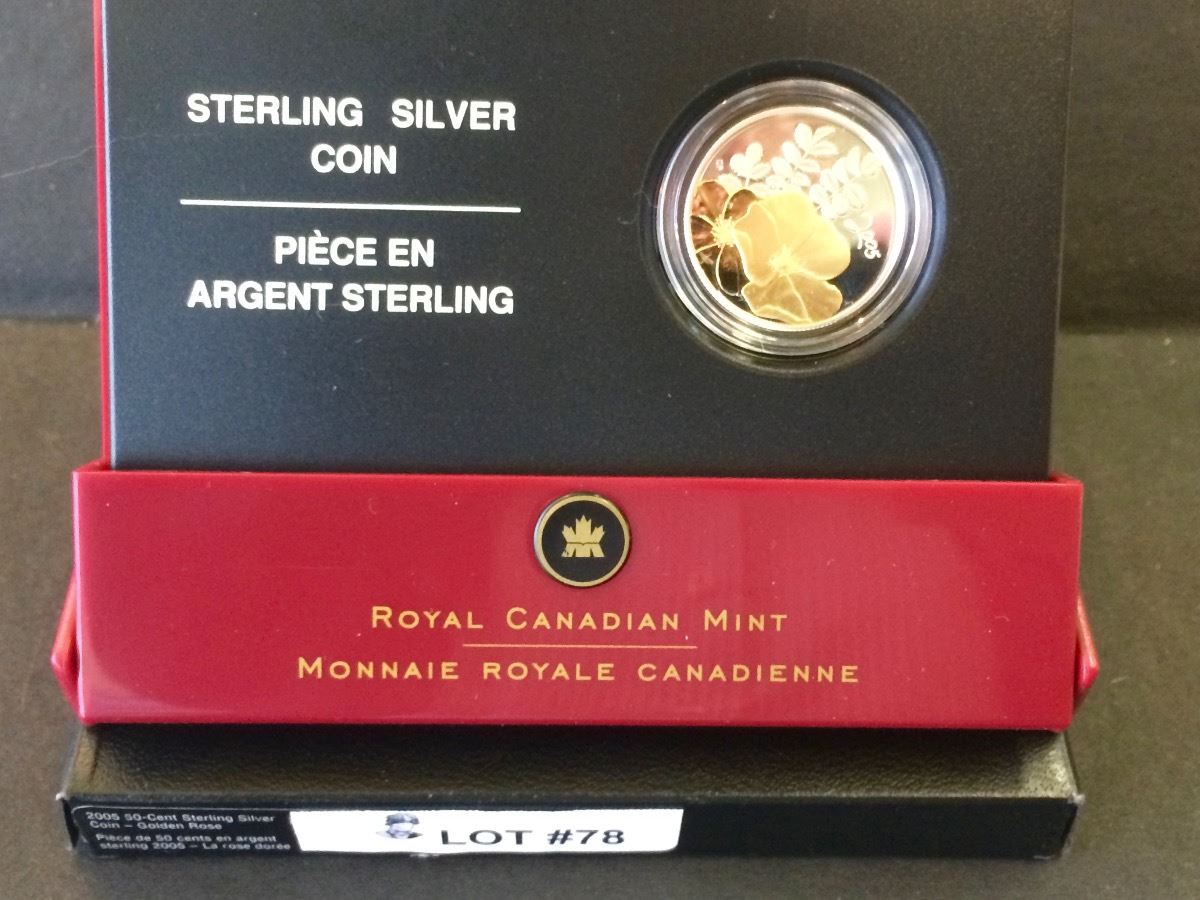 STERLING SILVER
COIN
PIÈCE EN
ARGENT STERLING
2005
ROYAL CANADIAN MINT
MONNAIE ROYALE CANADIENNE
2005 50-Cent Sterling Silver
Coin – Golden Rose
Pièce de 50 cents en argent
sterling 2005 – La rose dorée
LOT #78